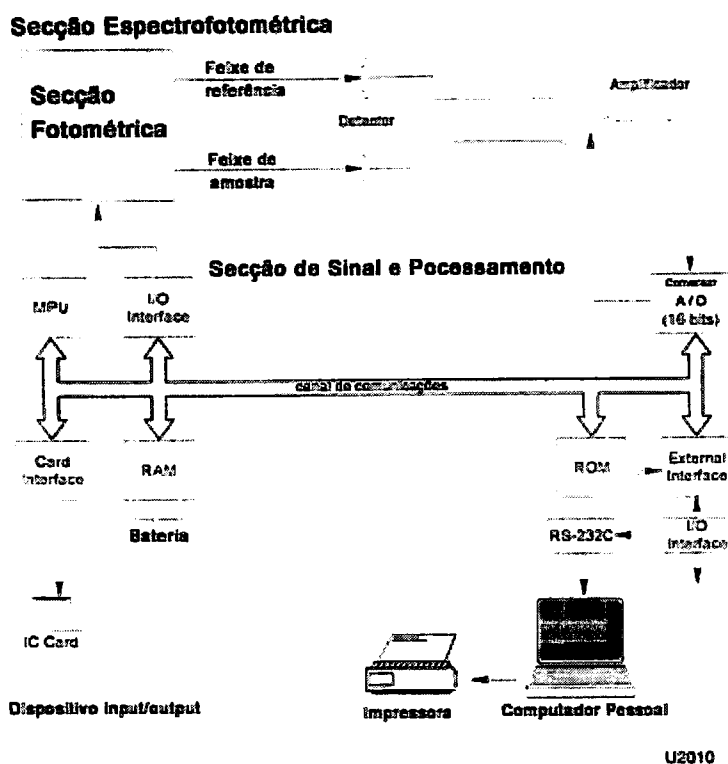 Secção Espectrofotométrica
Secção
Fotométrica
Feixe de
referência
Detector
Amplificador
Feixe de
amostra
Secção de Sinal e Pocessamento
MPU
I/O
Interface
Conversor
A/D
(16 bits)
canal de comunicações
Card
Interface
RAM
ROM
External
Interface
Bateria
RS-232C
I/O
Interface
IC Card
Dispositivo input/output
Impressora
Computador Pessoal
U2010